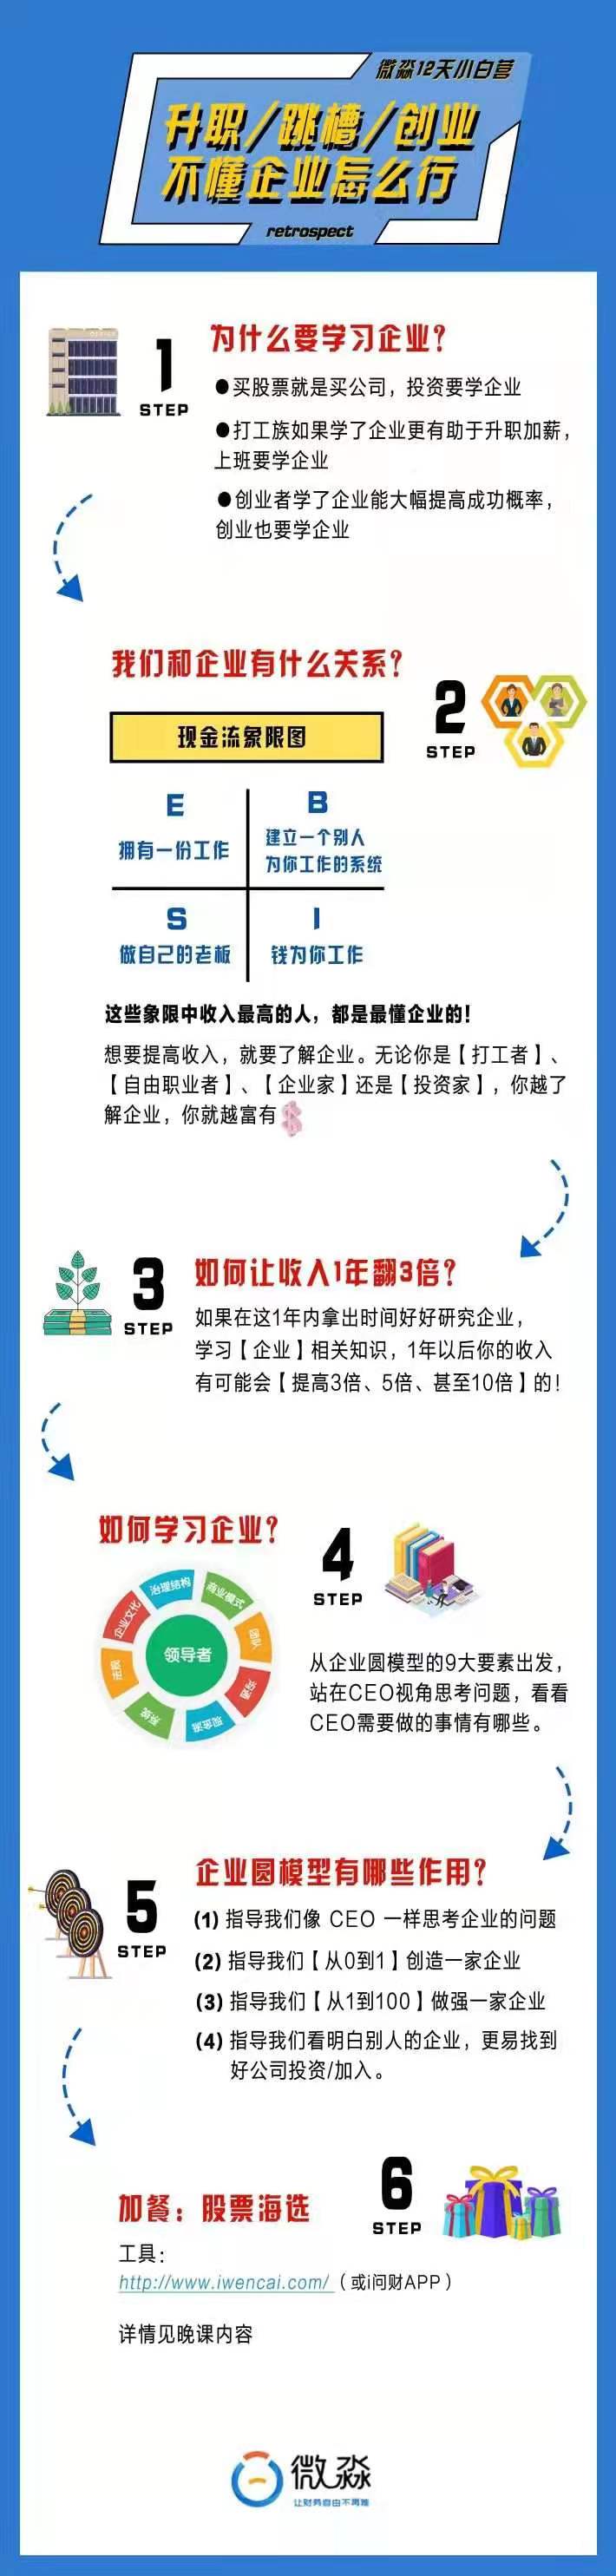 微淼12天小白营
升职/跳槽/创业
不懂企业怎么行
retrospect
1
STEP
为什么要学习企业？
●买股票就是买公司，投资要学企业
●打工族如果学了企业更有助于升职加薪，
上班要学企业
●创业者学了企业能大幅提高成功概率，
创业也要学企业
我们和企业有什么关系？
2
STEP
现金流象限图
E
拥有一份工作
B
建立一个别人
为你工作的系统
S
做自己的老板
I
钱为你工作
这些象限中收入最高的人，都是最懂企业的！
想要提高收入，就要了解企业。无论你是【打工者】、
【自由职业者】、【企业家】还是【投资家】，你越了
解企业，你就越富有
3
STEP
如何让收入1年翻3倍？
如果在这1年内拿出时间好好研究企业，
学习【企业】相关知识，1年以后你的收入
有可能会【提高3倍、5倍、甚至10倍】的！
如何学习企业？
4
STEP
治理结构
商业模式
企业文化
领导者
法规
沟通
系统
现金流
从企业圆模型的9大要素出发，
站在CEO视角思考问题，看看
CEO需要做的事情有哪些。
5
STEP
企业圆模型有哪些作用？
(1) 指导我们像 CEO 一样思考企业的问题
(2) 指导我们【从0到1】创造一家企业
(3) 指导我们【从1到100】做强一家企业
(4) 指导我们看明白别人的企业，更易找到
好公司投资/加入。
6
STEP
加餐：股票海选
工具：
http://www.iwencai.com/（或i问财APP）
详情见晚课内容
微淼
让财务自由不再难